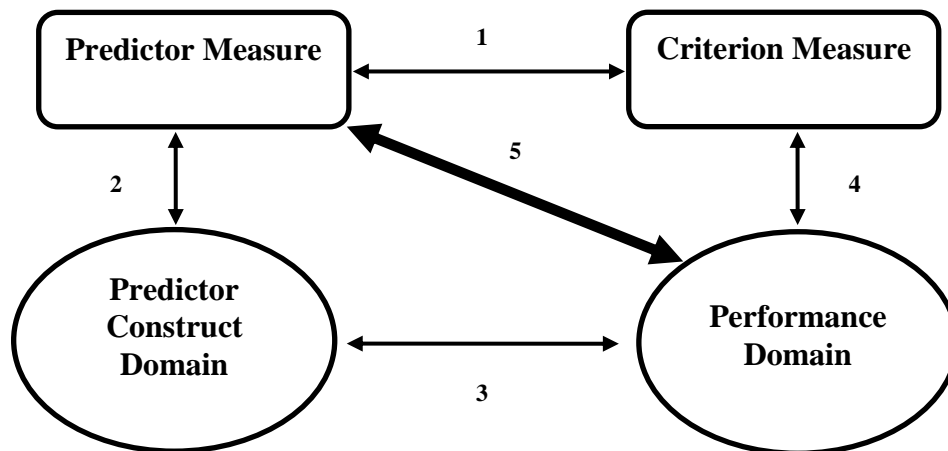 Predictor Measure
1
Criterion Measure
5
2
4
Predictor
Construct
Domain
Performance
Domain
3